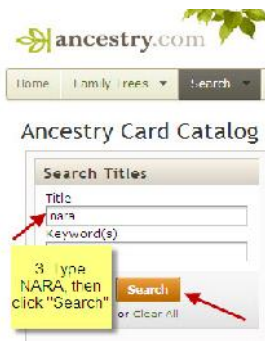 ancestry.com
Home Family Trees Search
Ancestry Card Catalog
Search Titles
Title
nara
Keyword(s)
3. Type
NARA, then
click "Search"
Search
or Clear All